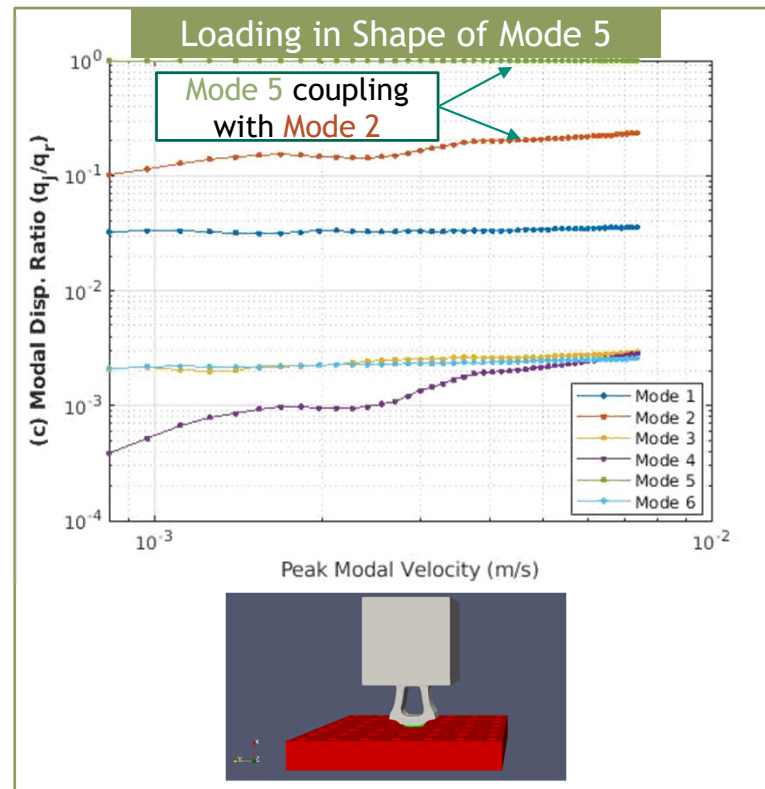 Loading in Shape of Mode 5
Mode 5 coupling
with Mode 2
(c) Modal Disp. Ratio (q_j/q_r)
10^0
10^-1
10^-2
10^-3
10^-4
Mode 1
Mode 2
Mode 3
Mode 4
Mode 5
Mode 6
10^-3
10^-2
Peak Modal Velocity (m/s)
X
Y
Z